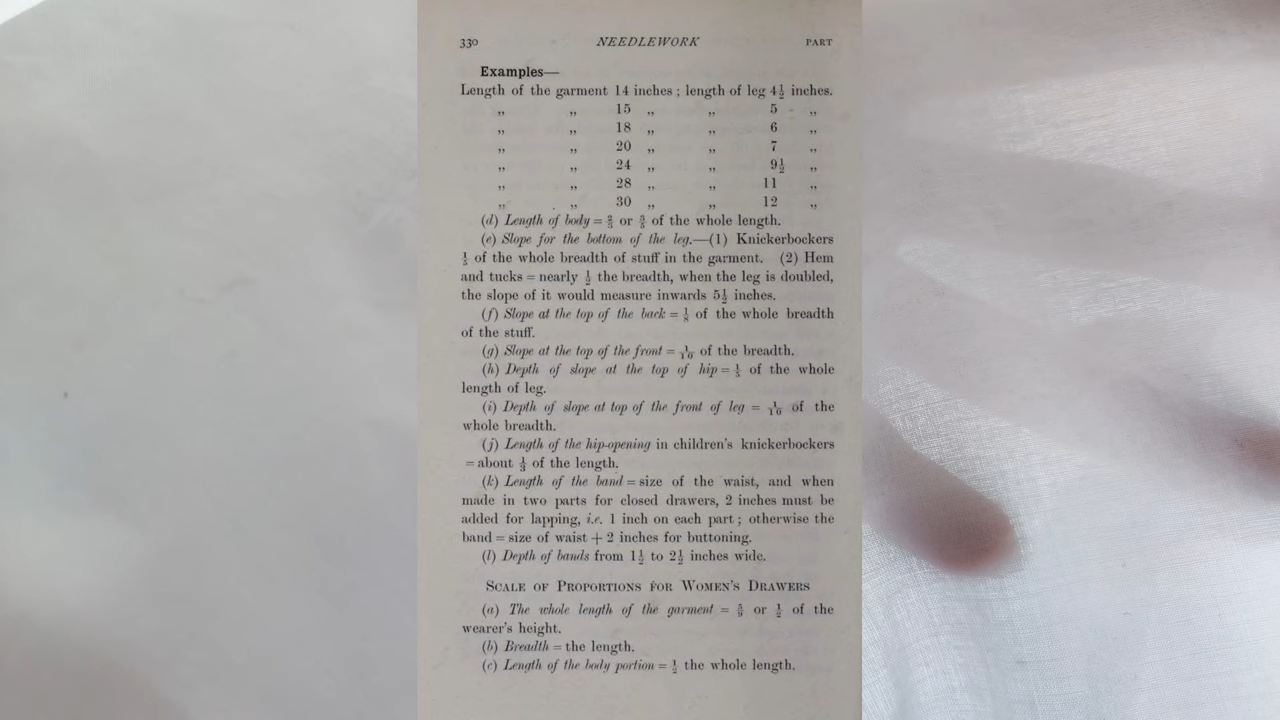 330 NEEDLEWORK PART
Examples—
Length of the garment 14 inches ; length of leg 4½ inches.
„ „ 15 „ „ 5 „
„ „ 18 „ „ 6 „
„ „ 20 „ „ 7 „
„ „ 24 „ „ 9½ „
„ „ 28 „ „ 11 „
„ „ 30 „ „ 12 „
(d) Length of body = ⅔ or ⅗ of the whole length.
(e) Slope for the bottom of the leg.—(1) Knickerbockers
⅕ of the whole breadth of stuff in the garment. (2) Hem
and tucks = nearly ½ the breadth, when the leg is doubled,
the slope of it would measure inwards 5½ inches.
(f) Slope at the top of the back = ⅛ of the whole breadth
of the stuff.
(g) Slope at the top of the front = 1/16 of the breadth.
(h) Depth of slope at the top of hip = ⅕ of the whole
length of leg.
(i) Depth of slope at top of the front of leg = 1/16 of the
whole breadth.
(j) Length of the hip-opening in children's knickerbockers
= about ⅓ of the length.
(k) Length of the band = size of the waist, and when
made in two parts for closed drawers, 2 inches must be
added for lapping, i.e. 1 inch on each part ; otherwise the
band = size of waist + 2 inches for buttoning.
(l) Depth of bands from 1½ to 2½ inches wide.
SCALE OF PROPORTIONS FOR WOMEN'S DRAWERS
(a) The whole length of the garment = 5/9 or ½ of the
wearer's height.
(b) Breadth = the length.
(c) Length of the body portion = ½ the whole length.